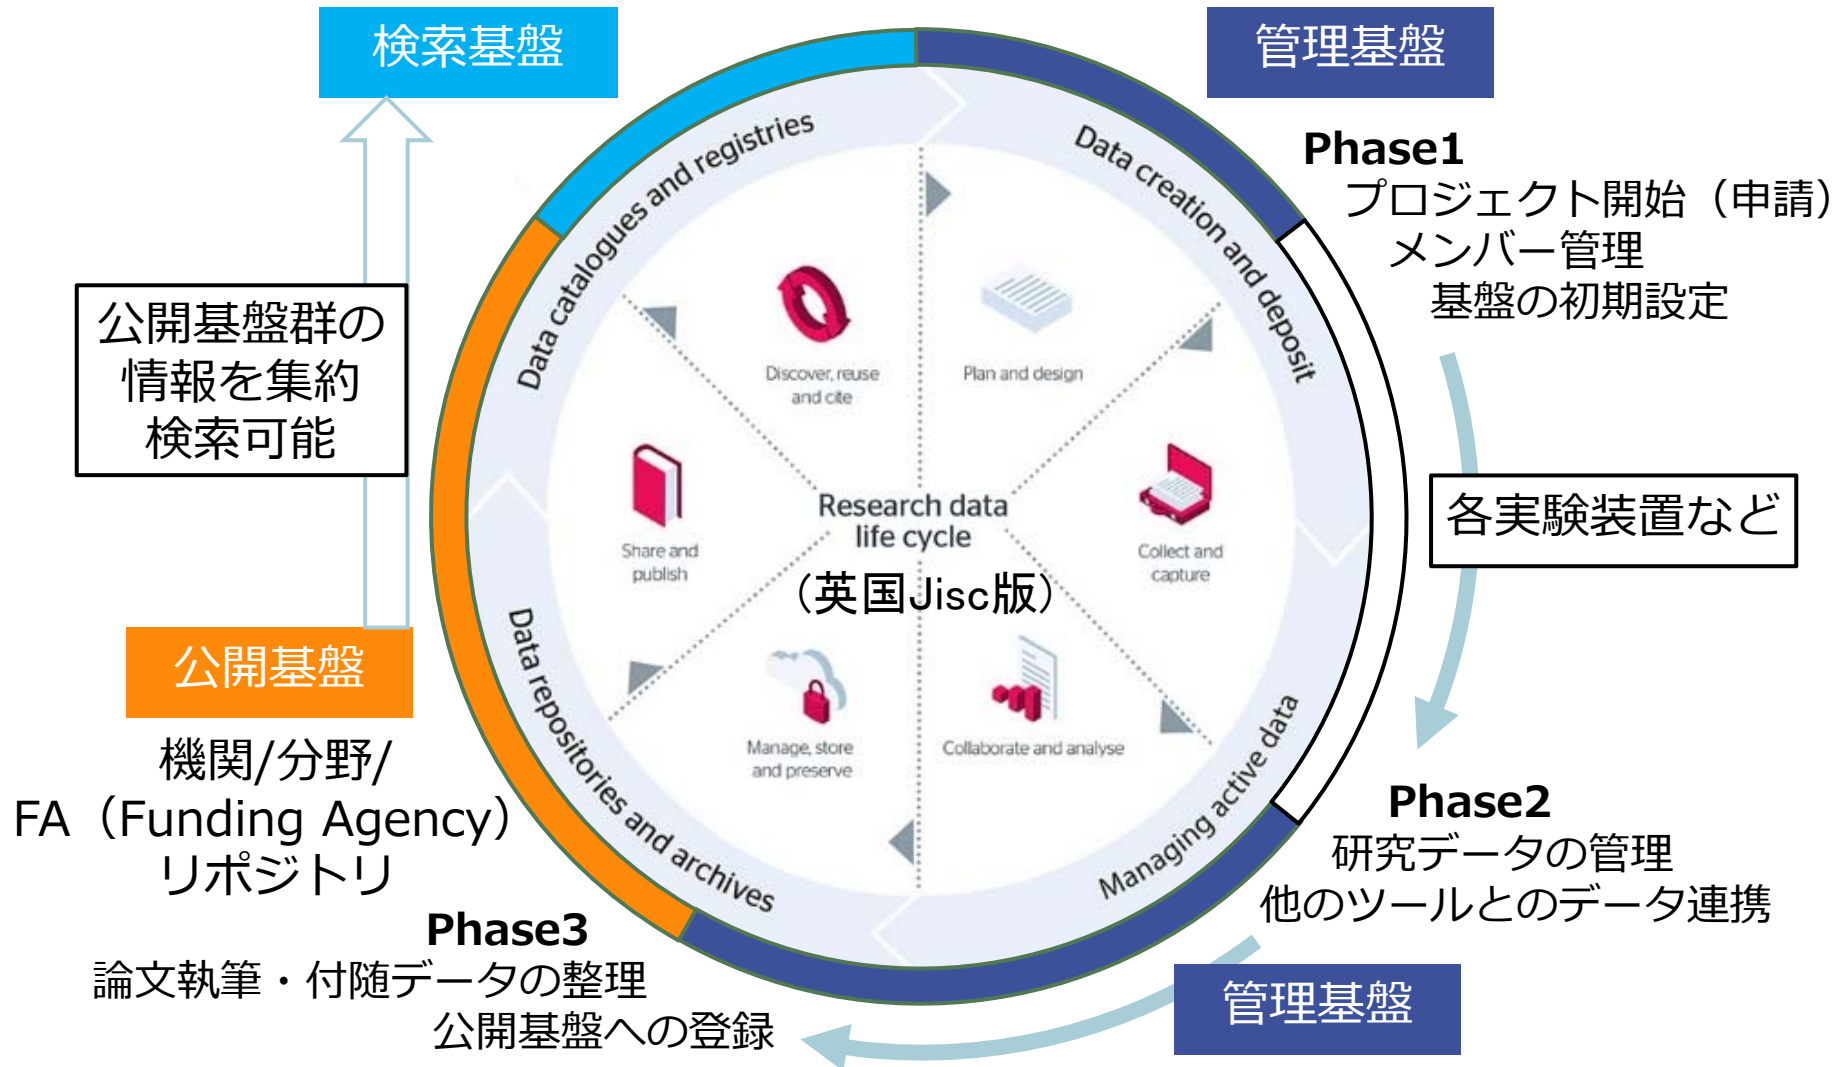 検索基盤
管理基盤
Phase1
プロジェクト開始（申請）
メンバー管理
基盤の初期設定
Data catalogues and registries
Data creation and deposit
公開基盤群の
情報を集約
検索可能
Discover, reuse
and cite
Plan and design
Research data
life cycle
（英国Jisc版）
Share and
publish
Collect and
capture
各実験装置など
公開基盤
機関/分野/
FA（Funding Agency）
リポジトリ
Manage, store
and preserve
Collaborate and analyse
Data repositories and archives
Managing active data
Phase2
研究データの管理
他のツールとのデータ連携
Phase3
論文執筆・付随データの整理
公開基盤への登録
管理基盤